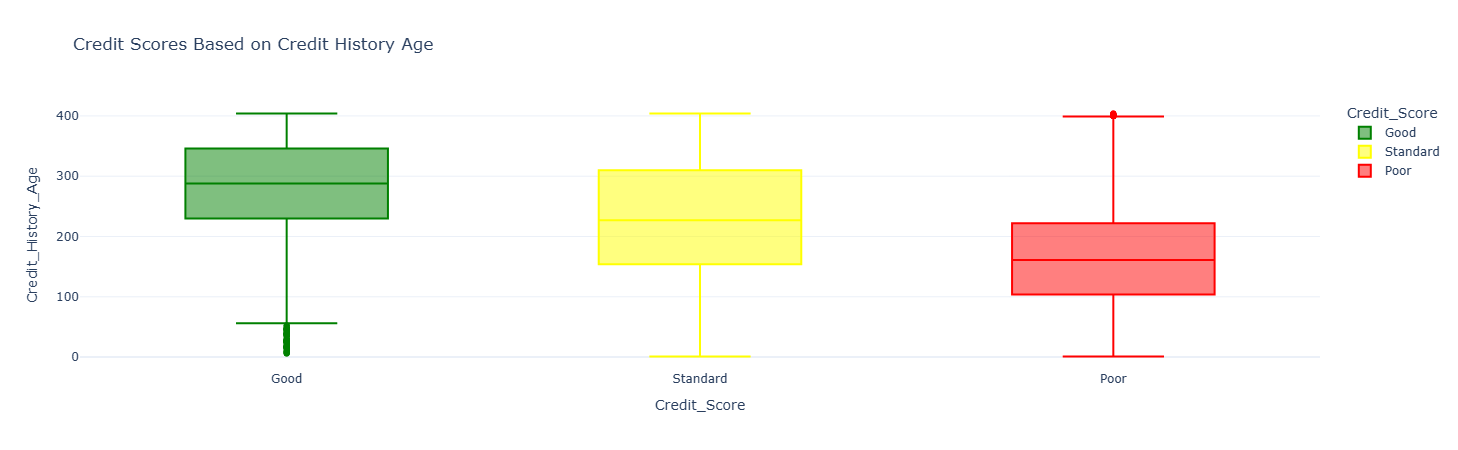 Credit Scores Based on Credit History Age
Credit_History_Age
400
300
200
100
0
Good
Standard
Poor
Credit_Score
Credit_Score
Good
Standard
Poor